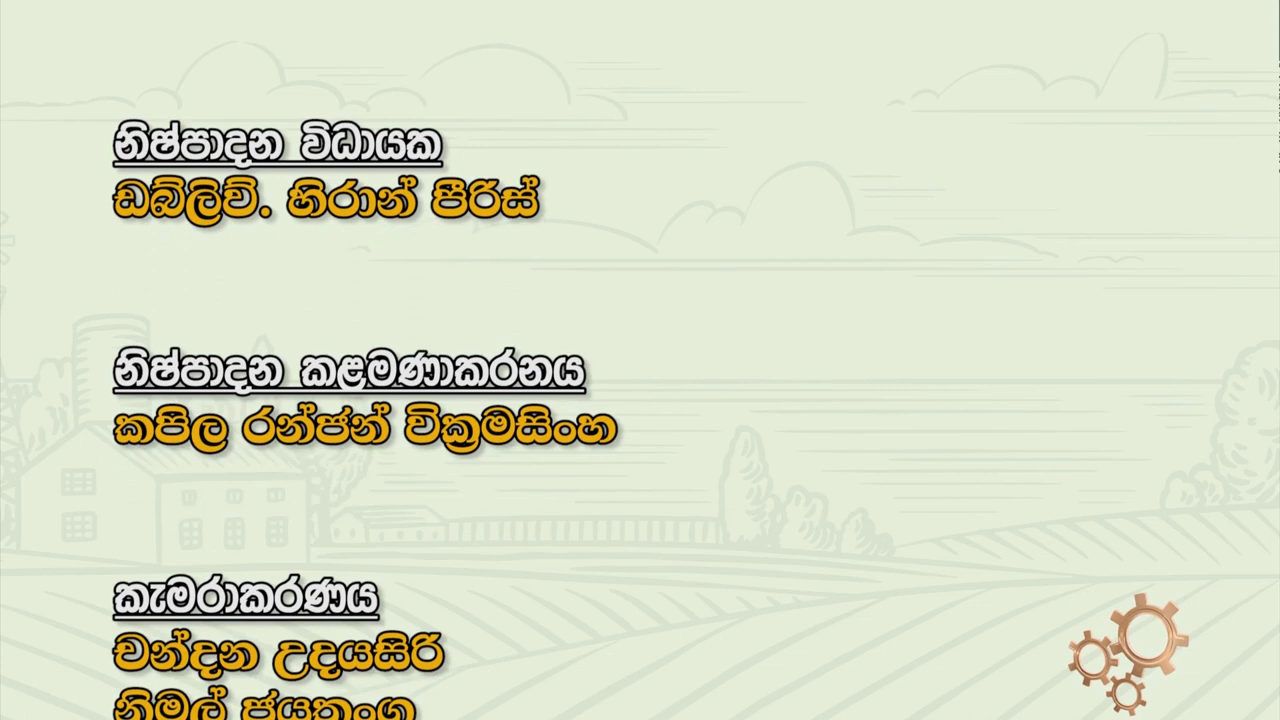 නිෂ්පාදන විධායක
ඩබ්ලිව්. හිරාන් පීරිස්
නිෂ්පාදන කළමණාකරනය
කපිල රන්ජන් වික්‍රමසිංහ
කැමරාකරණය
චන්දන උදයසිරි
නිමල් ජයතුංග